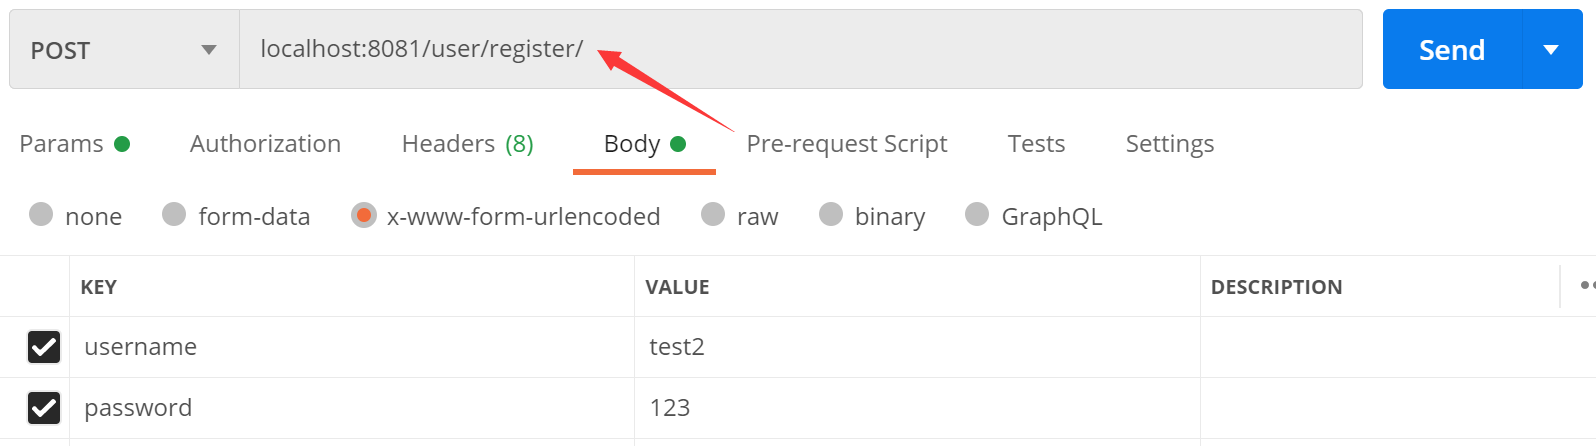 POST localhost:8081/user/register/ Send
Params Authorization Headers (8) Body Pre-request Script Tests Settings
none form-data x-www-form-urlencoded raw binary GraphQL
KEY VALUE DESCRIPTION
username test2
password 123